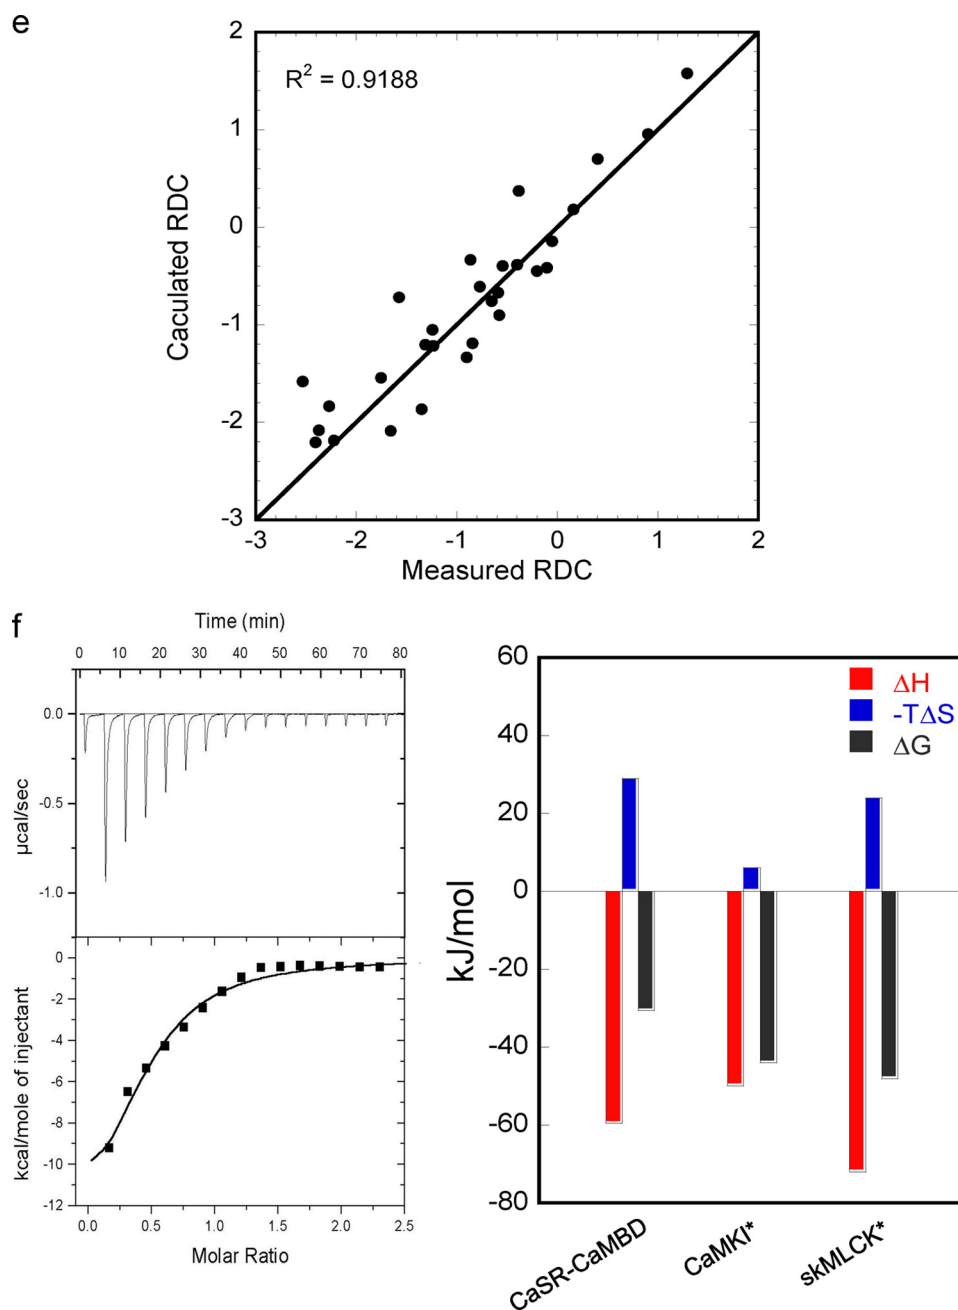 e
R² = 0.9188
2
1
0
-1
-2
-3
Caculated RDC
-3 -2 -1 0 1 2
Measured RDC
f
Time (min)
0 10 20 30 40 50 60 70 80
0.0
-0.5
-1.0
µcal/sec
0
-2
-4
-6
-8
-10
-12
kcal/mole of injectant
0.0 0.5 1.0 1.5 2.0 2.5
Molar Ratio
60
40
20
0
-20
-40
-60
-80
kJ/mol
ΔH
-TΔS
ΔG
CaSR-CaMBD
CaMKI*
skMLCK*